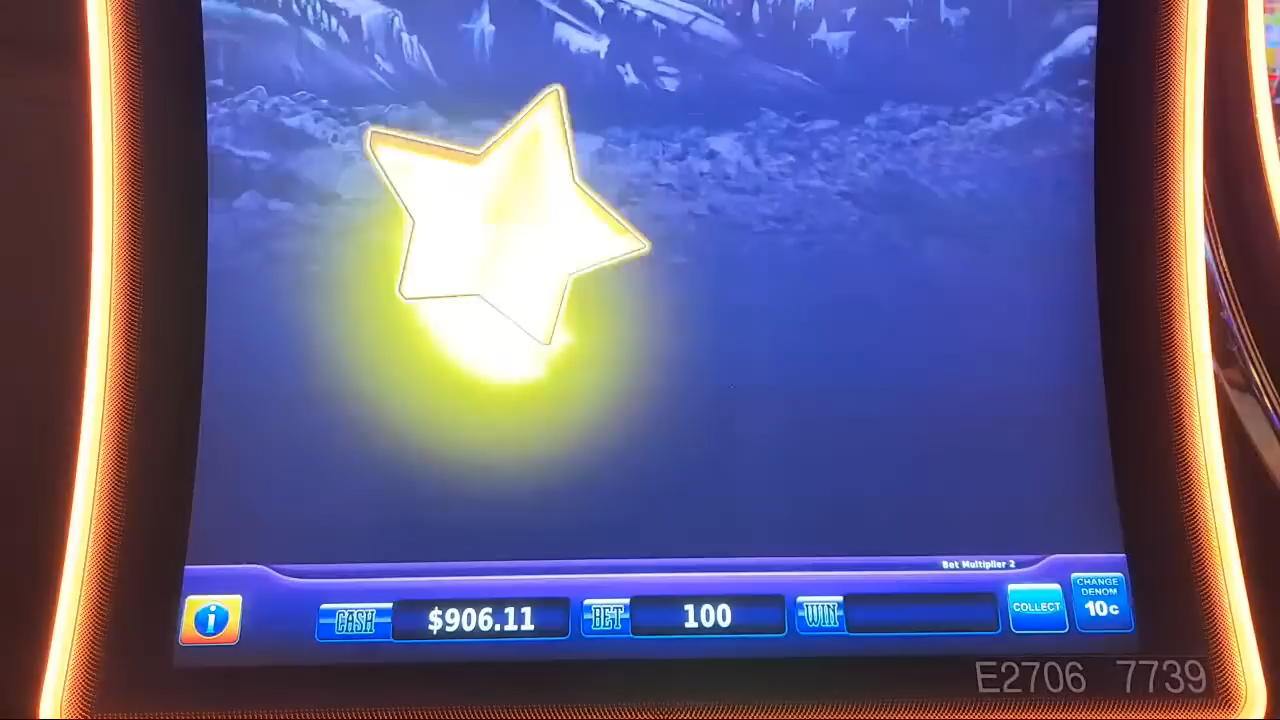 Bet Multiplier 2
i
CASH $906.11 BET 100 WIN
COLLECT
CHANGE
DENOM
10c
E2706 7739